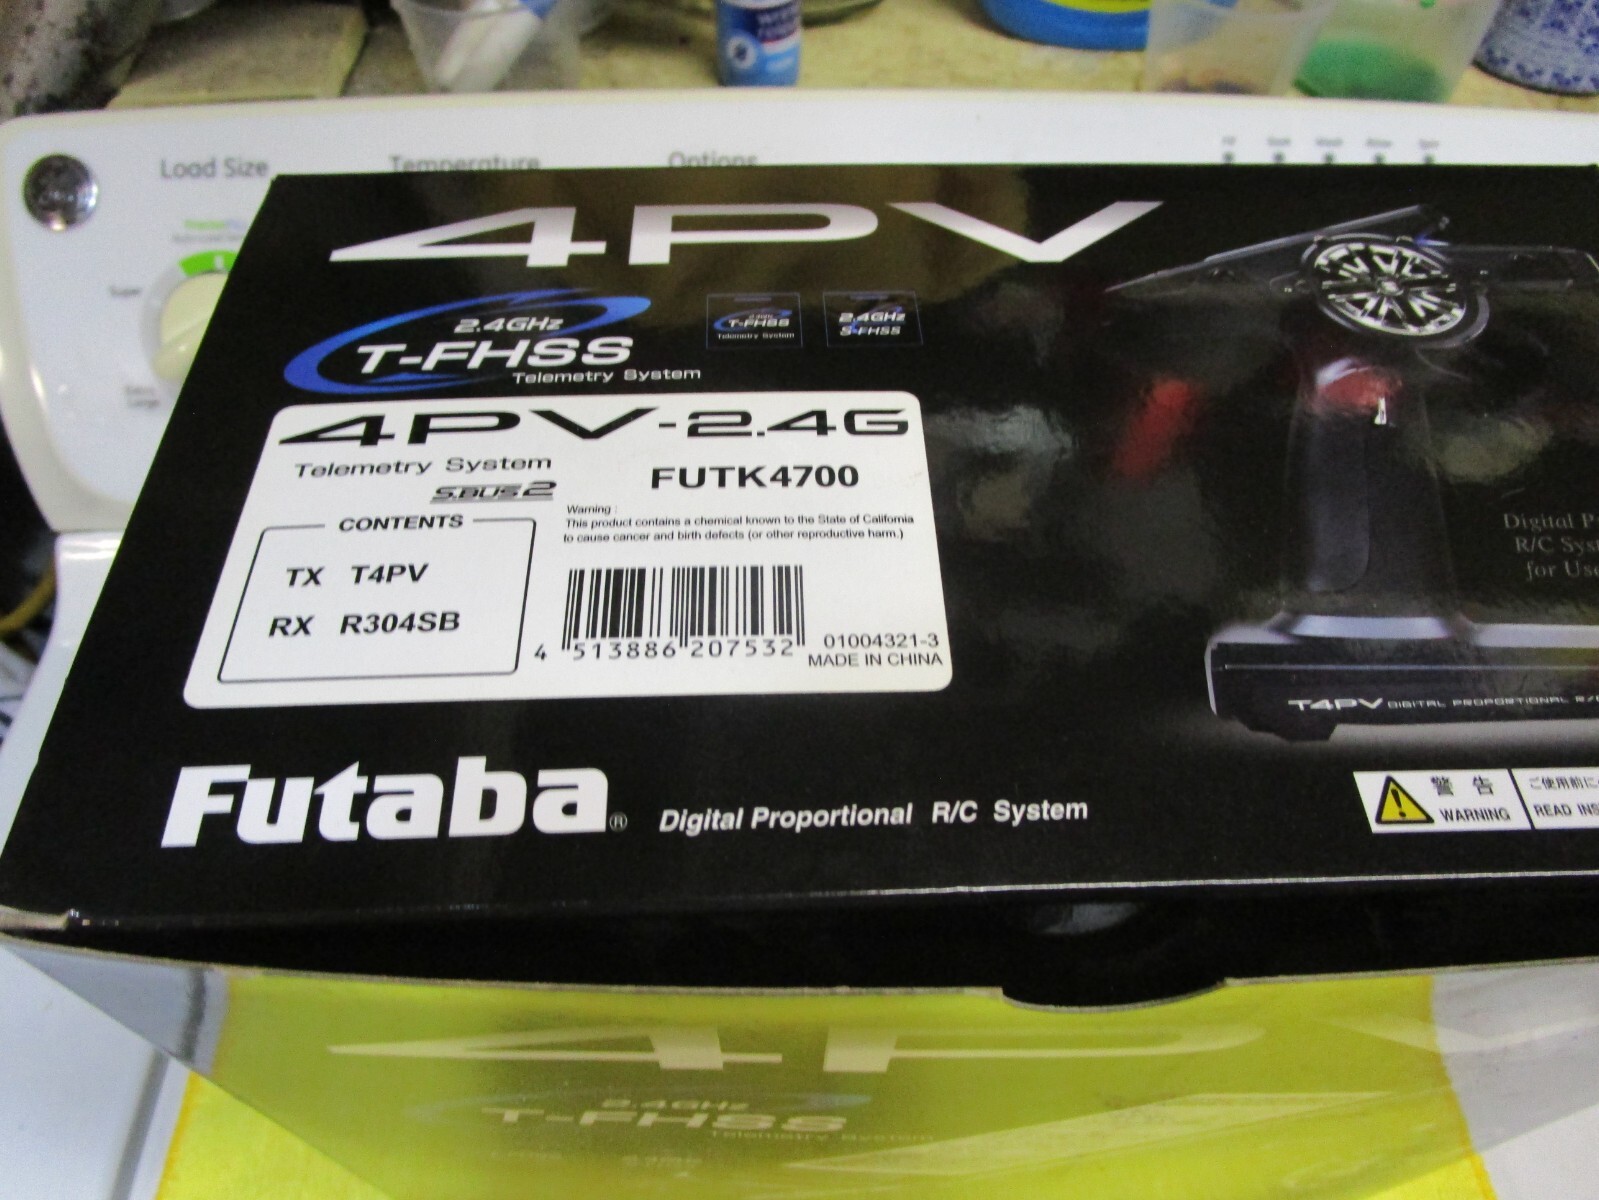 Load Size
Temperature
Options
4PV
2.4GHz
T-FHSS
Telemetry System
T-FHSS
Telemetry System
2.4GHz
S-FHSS
4PV-2.4G
Telemetry System
S.BUS2
FUTK4700
CONTENTS
TX T4PV
RX R304SB
Warning :
This product contains a chemical known to the State of California
to cause cancer and birth defects (or other reproductive harm.)
4 513886 207532
01004321-3
MADE IN CHINA
Digital P
R/C Syst
for Use
T4PV DIGITAL PROPORTIONAL R/
Futaba®
Digital Proportional R/C System
警告
WARNING
ご使用前に
READ INS
4P
2.4GHz
T-FHSS
Telemetry System